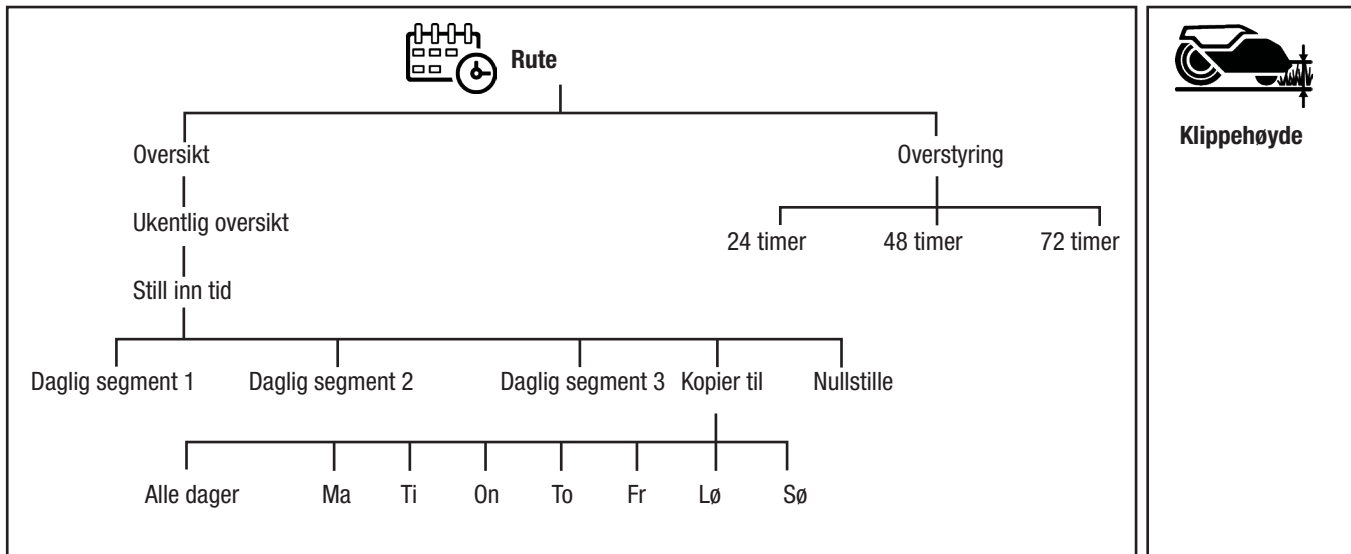 Rute
Oversikt
Overstyring
Ukentlig oversikt
24 timer
48 timer
72 timer
Still inn tid
Daglig segment 1
Daglig segment 2
Daglig segment 3
Kopier til
Nullstille
Alle dager
Ma
Ti
On
To
Fr
Lø
Sø
Klippehøyde